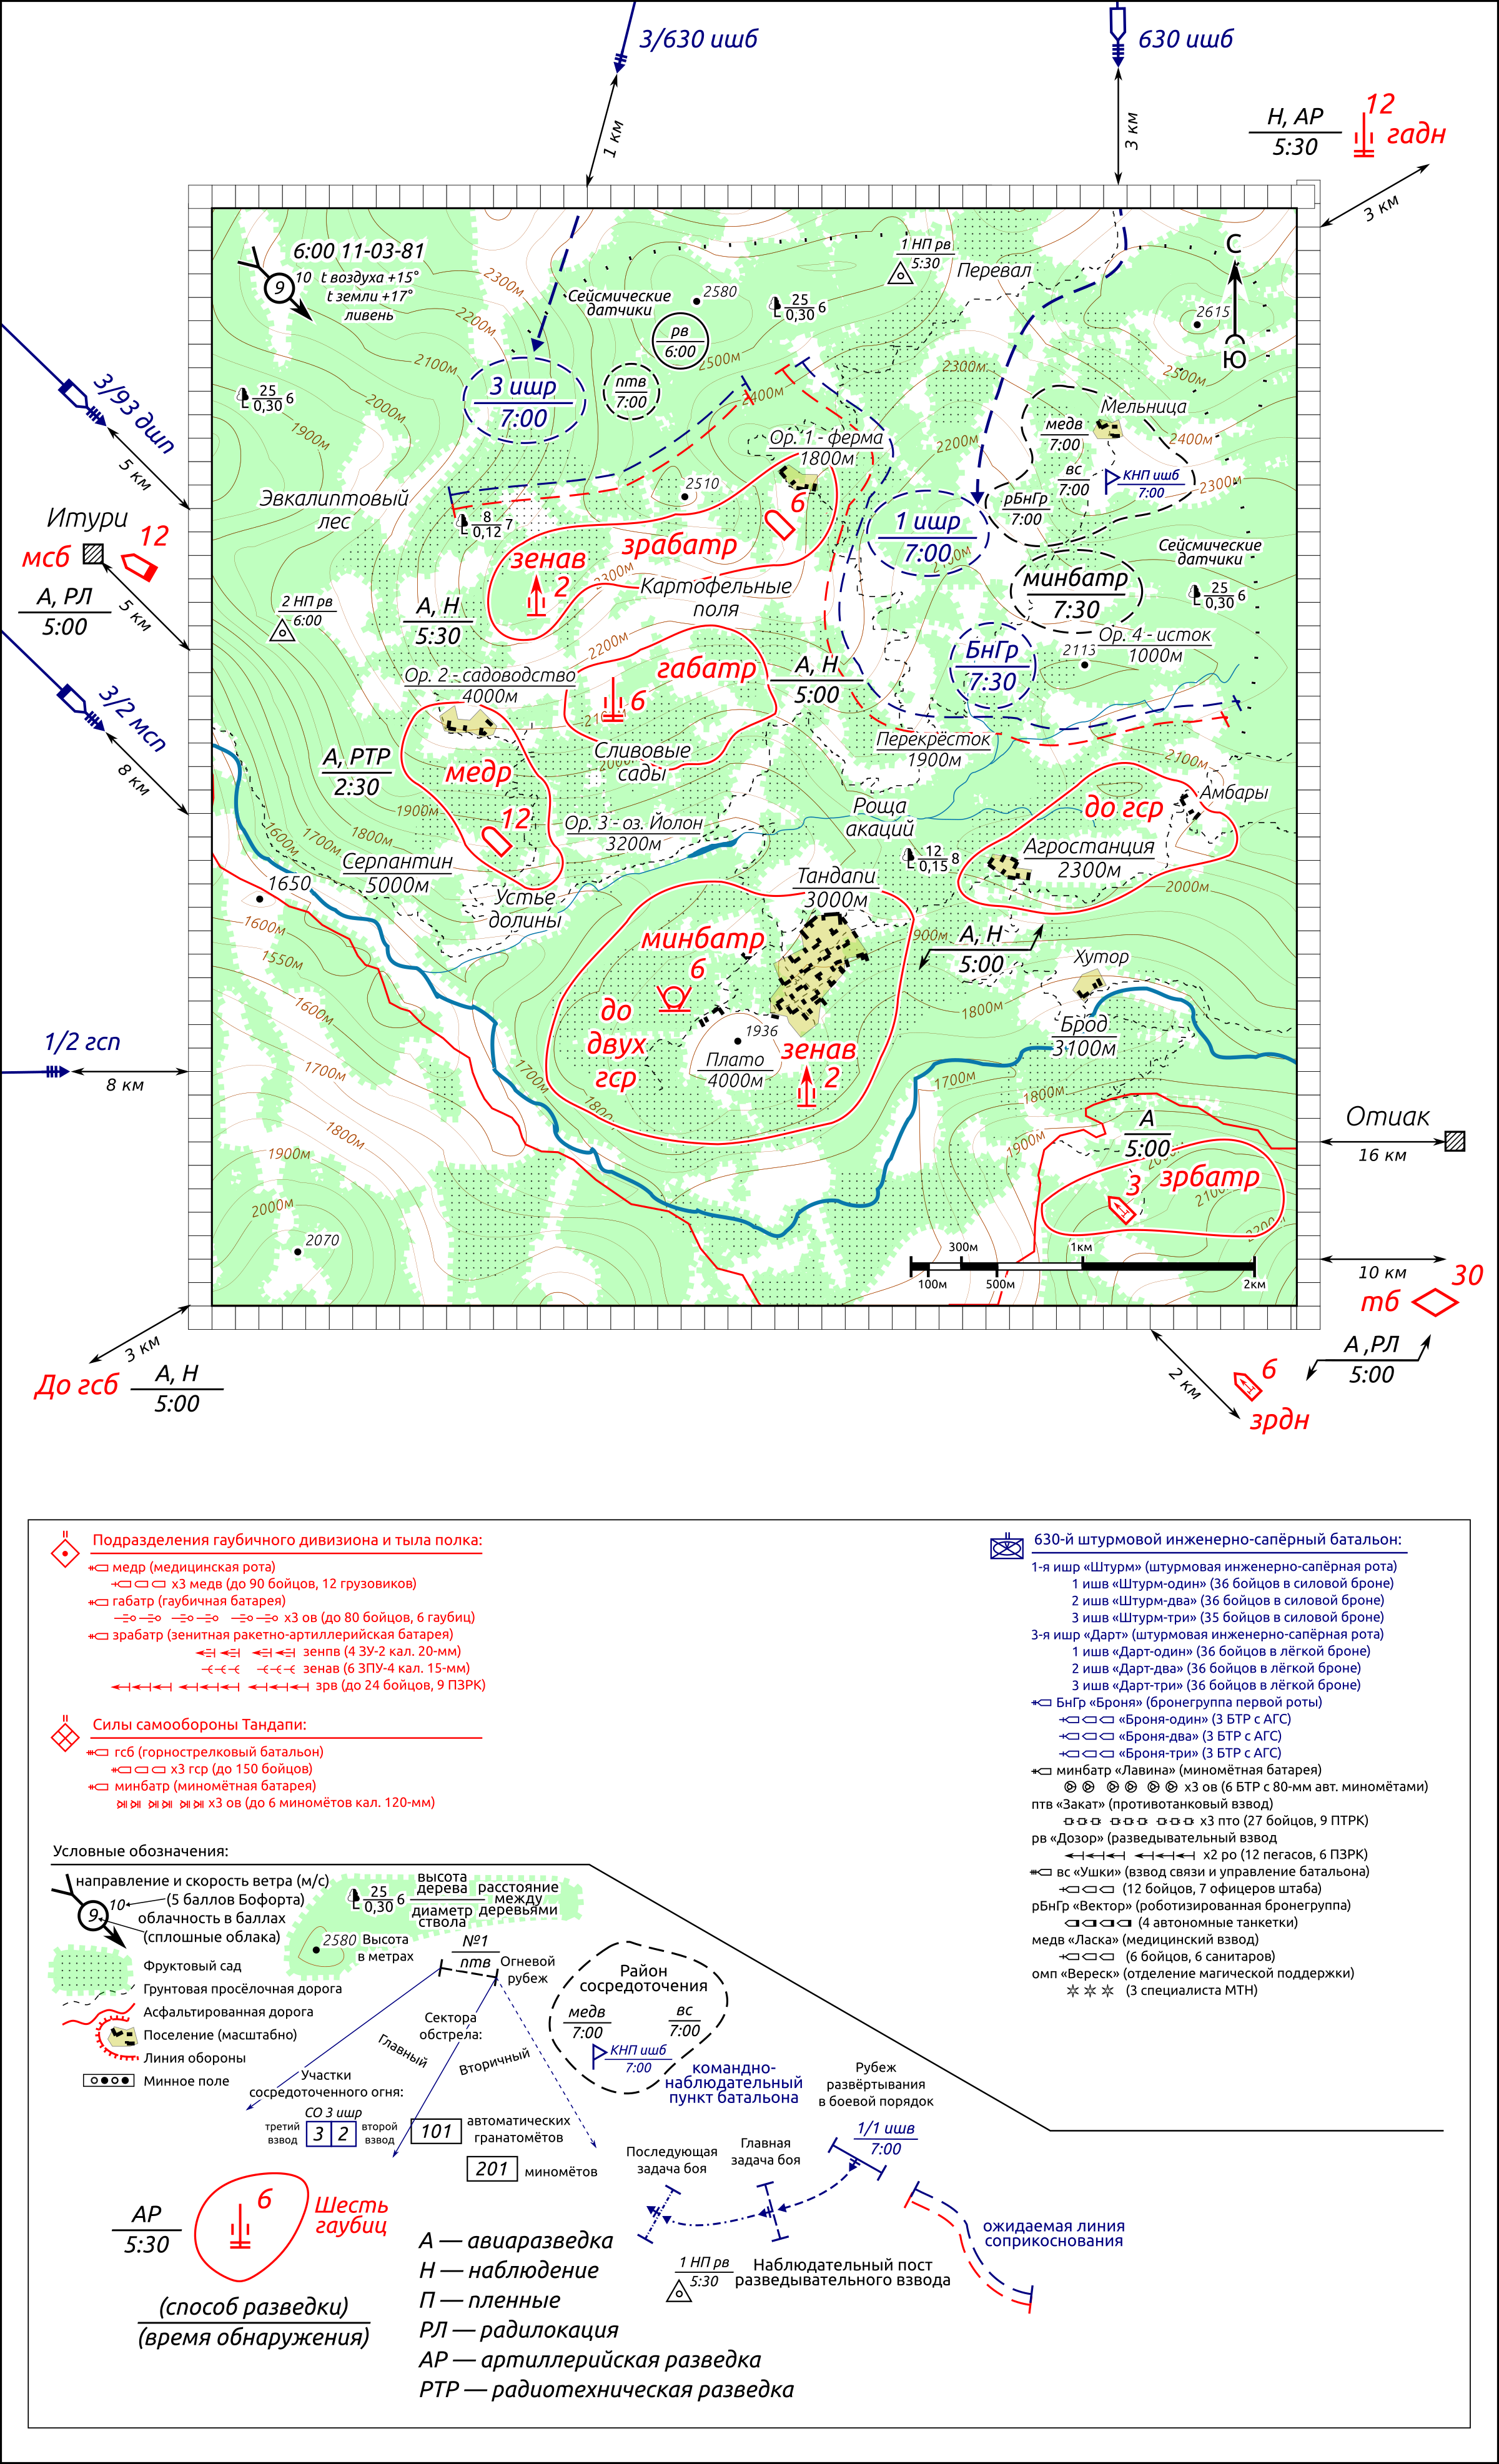 3/630 ишб
630 ишб
1 км
3 км
Н, АР
5:30
12
гадн
3 км
6:00 11-03-81
9
10
t воздуха +15°
t земли +17°
ливень
2300м
2200м
2100м
2000м
1900м
Сейсмические
датчики
2580
25
0,30
6
1 НП рв
5:30
Перевал
С
Ю
2615
рв
6:00
2500м
2400м
2300м
2500м
3 ишр
7:00
птв
7:00
25
0,30
6
3/93 дшп
5 км
Мельница
медв
7:00
2400м
2200м
вс
7:00
КНП ишб
7:00
2300м
рБнГр
7:00
Ор. 1 - ферма
1800м
2510
6
Эвкалиптовый
лес
8
0,12
7
зенав
2
зрабатр
2300м
1 ишр
7:00
Итури
мсб
12
А, РЛ
5:00
5 км
Картофельные
поля
минбатр
7:30
Сейсмические
датчики
25
0,30
6
2 НП рв
6:00
А, Н
5:30
2200м
БнГр
7:30
Ор. 4 - исток
1000м
2113
3/2 мсп
8 км
Ор. 2 - садоводство
4000м
габатр
6
А, Н
5:00
Сливовые
сады
Перекрёсток
1900м
2100м
А, РТР
2:30
медр
12
1900м
1800м
1700м
1600м
Ор. 3 - оз. Йолон
3200м
Роща
акаций
12
0,15
8
до гср
Амбары
Агростанция
2300м
2000м
Серпантин
5000м
Устье
долины
1650
1600м
1550м
1600м
Тандапи
3000м
минбатр
6
до
двух
гср
1936
Плато
4000м
зенав
2
А, Н
5:00
1800м
Хутор
Брод
3100м
1/2 гсп
8 км
1700м
1700м
1700м
1800м
1800м
1900м
1900м
2000м
2070
А
5:00
3
зрбатр
Отиак
16 км
300м
1км
100м
500м
2км
10 км
30
тб
3 км
До гсб
А, Н
5:00
2 км
6
зрдн
А ,РЛ
5:00
Подразделения гаубичного дивизиона и тыла полка:
медр (медицинская рота)
х3 медв (до 90 бойцов, 12 грузовиков)
габатр (гаубичная батарея)
х3 ов (до 80 бойцов, 6 гаубиц)
зрабатр (зенитная ракетно-артиллерийская батарея)
зенпв (4 ЗУ-2 кал. 20-мм)
зенав (6 ЗПУ-4 кал. 15-мм)
зрв (до 24 бойцов, 9 ПЗРК)
Силы самообороны Тандапи:
гсб (горнострелковый батальон)
х3 гср (до 150 бойцов)
минбатр (миномётная батарея)
х3 ов (до 6 миномётов кал. 120-мм)
630-й штурмовой инженерно-сапёрный батальон:
1-я ишр «Штурм» (штурмовая инженерно-сапёрная рота)
1 ишв «Штурм-один» (36 бойцов в силовой броне)
2 ишв «Штурм-два» (36 бойцов в силовой броне)
3 ишв «Штурм-три» (35 бойцов в силовой броне)
3-я ишр «Дарт» (штурмовая инженерно-сапёрная рота)
1 ишв «Дарт-один» (36 бойцов в лёгкой броне)
2 ишв «Дарт-два» (36 бойцов в лёгкой броне)
3 ишв «Дарт-три» (36 бойцов в лёгкой броне)
БнГр «Броня» (бронегруппа первой роты)
«Броня-один» (3 БТР с АГС)
«Броня-два» (3 БТР с АГС)
«Броня-три» (3 БТР с АГС)
минбатр «Лавина» (миномётная батарея)
х3 ов (6 БТР с 80-мм авт. миномётами)
птв «Закат» (противотанковый взвод)
х3 пто (27 бойцов, 9 ПТРК)
рв «Дозор» (разведывательный взвод
х2 ро (12 пегасов, 6 ПЗРК)
вс «Ушки» (взвод связи и управление батальона)
(12 бойцов, 7 офицеров штаба)
рБнГр «Вектор» (роботизированная бронегруппа)
(4 автономные танкетки)
медв «Ласка» (медицинский взвод)
(6 бойцов, 6 санитаров)
омп «Вереск» (отделение магической поддержки)
(3 специалиста МТН)
Условные обозначения:
направление и скорость ветра (м/с)
10
(5 баллов Бофорта)
9
облачность в баллах
(сплошные облака)
25
0,30
6
высота
дерева
диаметр
ствола
расстояние
между
деревьями
2580
Высота
в метрах
Фруктовый сад
Грунтовая просёлочная дорога
Асфальтированная дорога
Поселение (масштабно)
Линия обороны
Минное поле
№1
птв
Огневой
рубеж
Сектора
обстрела:
Главный
Вторичный
Участки
сосредоточенного огня:
СО 3 ишр
третий
взвод
3
2
второй
взвод
101
автоматических
гранатомётов
201
миномётов
Район
сосредоточения
медв
7:00
вс
7:00
КНП ишб
7:00
командно-
наблюдательный
пункт батальона
Рубеж
развёртывания
в боевой порядок
1/1 ишв
7:00
Последующая
задача боя
Главная
задача боя
ожидаемая линия
соприкоснования
1 НП рв
5:30
Наблюдательный пост
разведывательного взвода
АР
5:30
6
Шесть
гаубиц
(способ разведки)
(время обнаружения)
А — авиаразведка
Н — наблюдение
П — пленные
РЛ — радилокация
АР — артиллерийская разведка
РТР — радиотехническая разведка